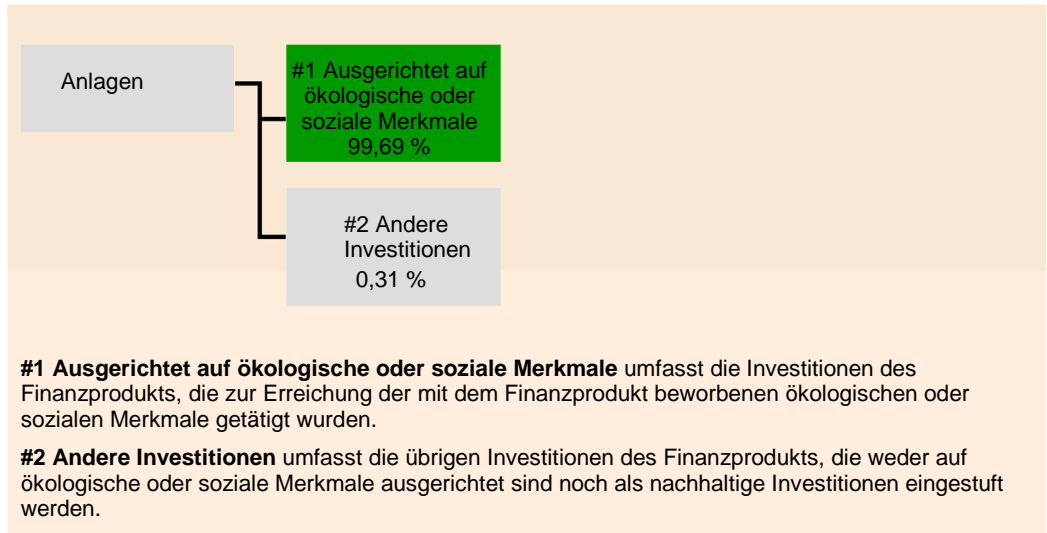 Anlagen
#1 Ausgerichtet auf
ökologische oder
soziale Merkmale
99,69 %
#2 Andere
Investitionen
0,31 %
#1 Ausgerichtet auf ökologische oder soziale Merkmale umfasst die Investitionen des
Finanzprodukts, die zur Erreichung der mit dem Finanzprodukt beworbenen ökologischen oder
sozialen Merkmale getätigt wurden.
#2 Andere Investitionen umfasst die übrigen Investitionen des Finanzprodukts, die weder auf
ökologische oder soziale Merkmale ausgerichtet sind noch als nachhaltige Investitionen eingestuft
werden.